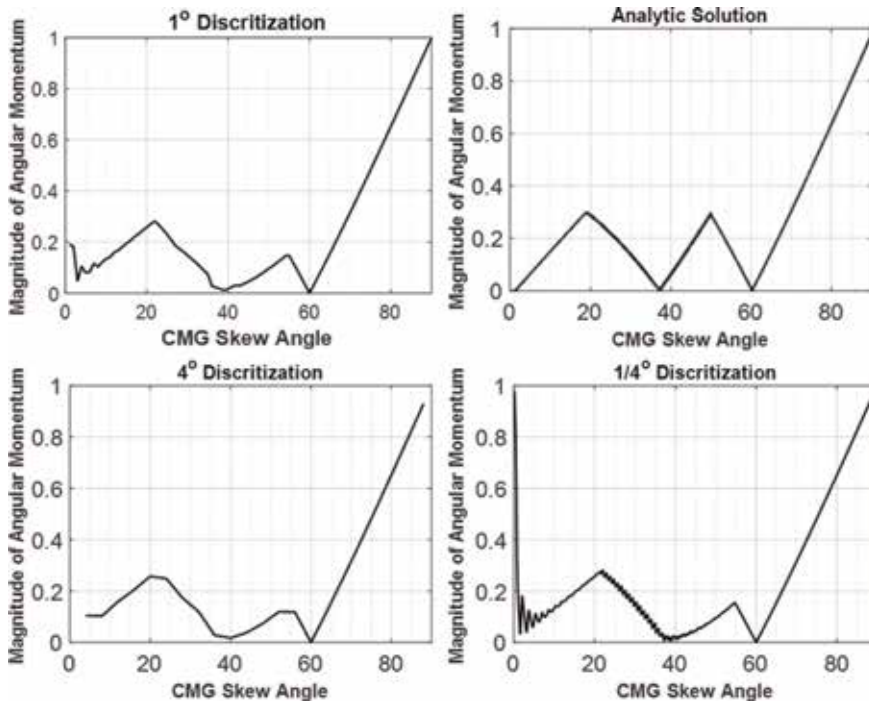 1° Discritization
Magnitude of Angular Momentum
1
0.8
0.6
0.4
0.2
0
0 20 40 60 80
CMG Skew Angle
Analytic Solution
Magnitude of Angular Momentum
1
0.8
0.6
0.4
0.2
0
0 20 40 60 80
CMG Skew Angle
4° Discritization
Magnitude of Angular Momentum
1
0.8
0.6
0.4
0.2
0
0 20 40 60 80
CMG Skew Angle
1/4° Discritization
Magnitude of Angular Momentum
1
0.8
0.6
0.4
0.2
0
0 20 40 60 80
CMG Skew Angle